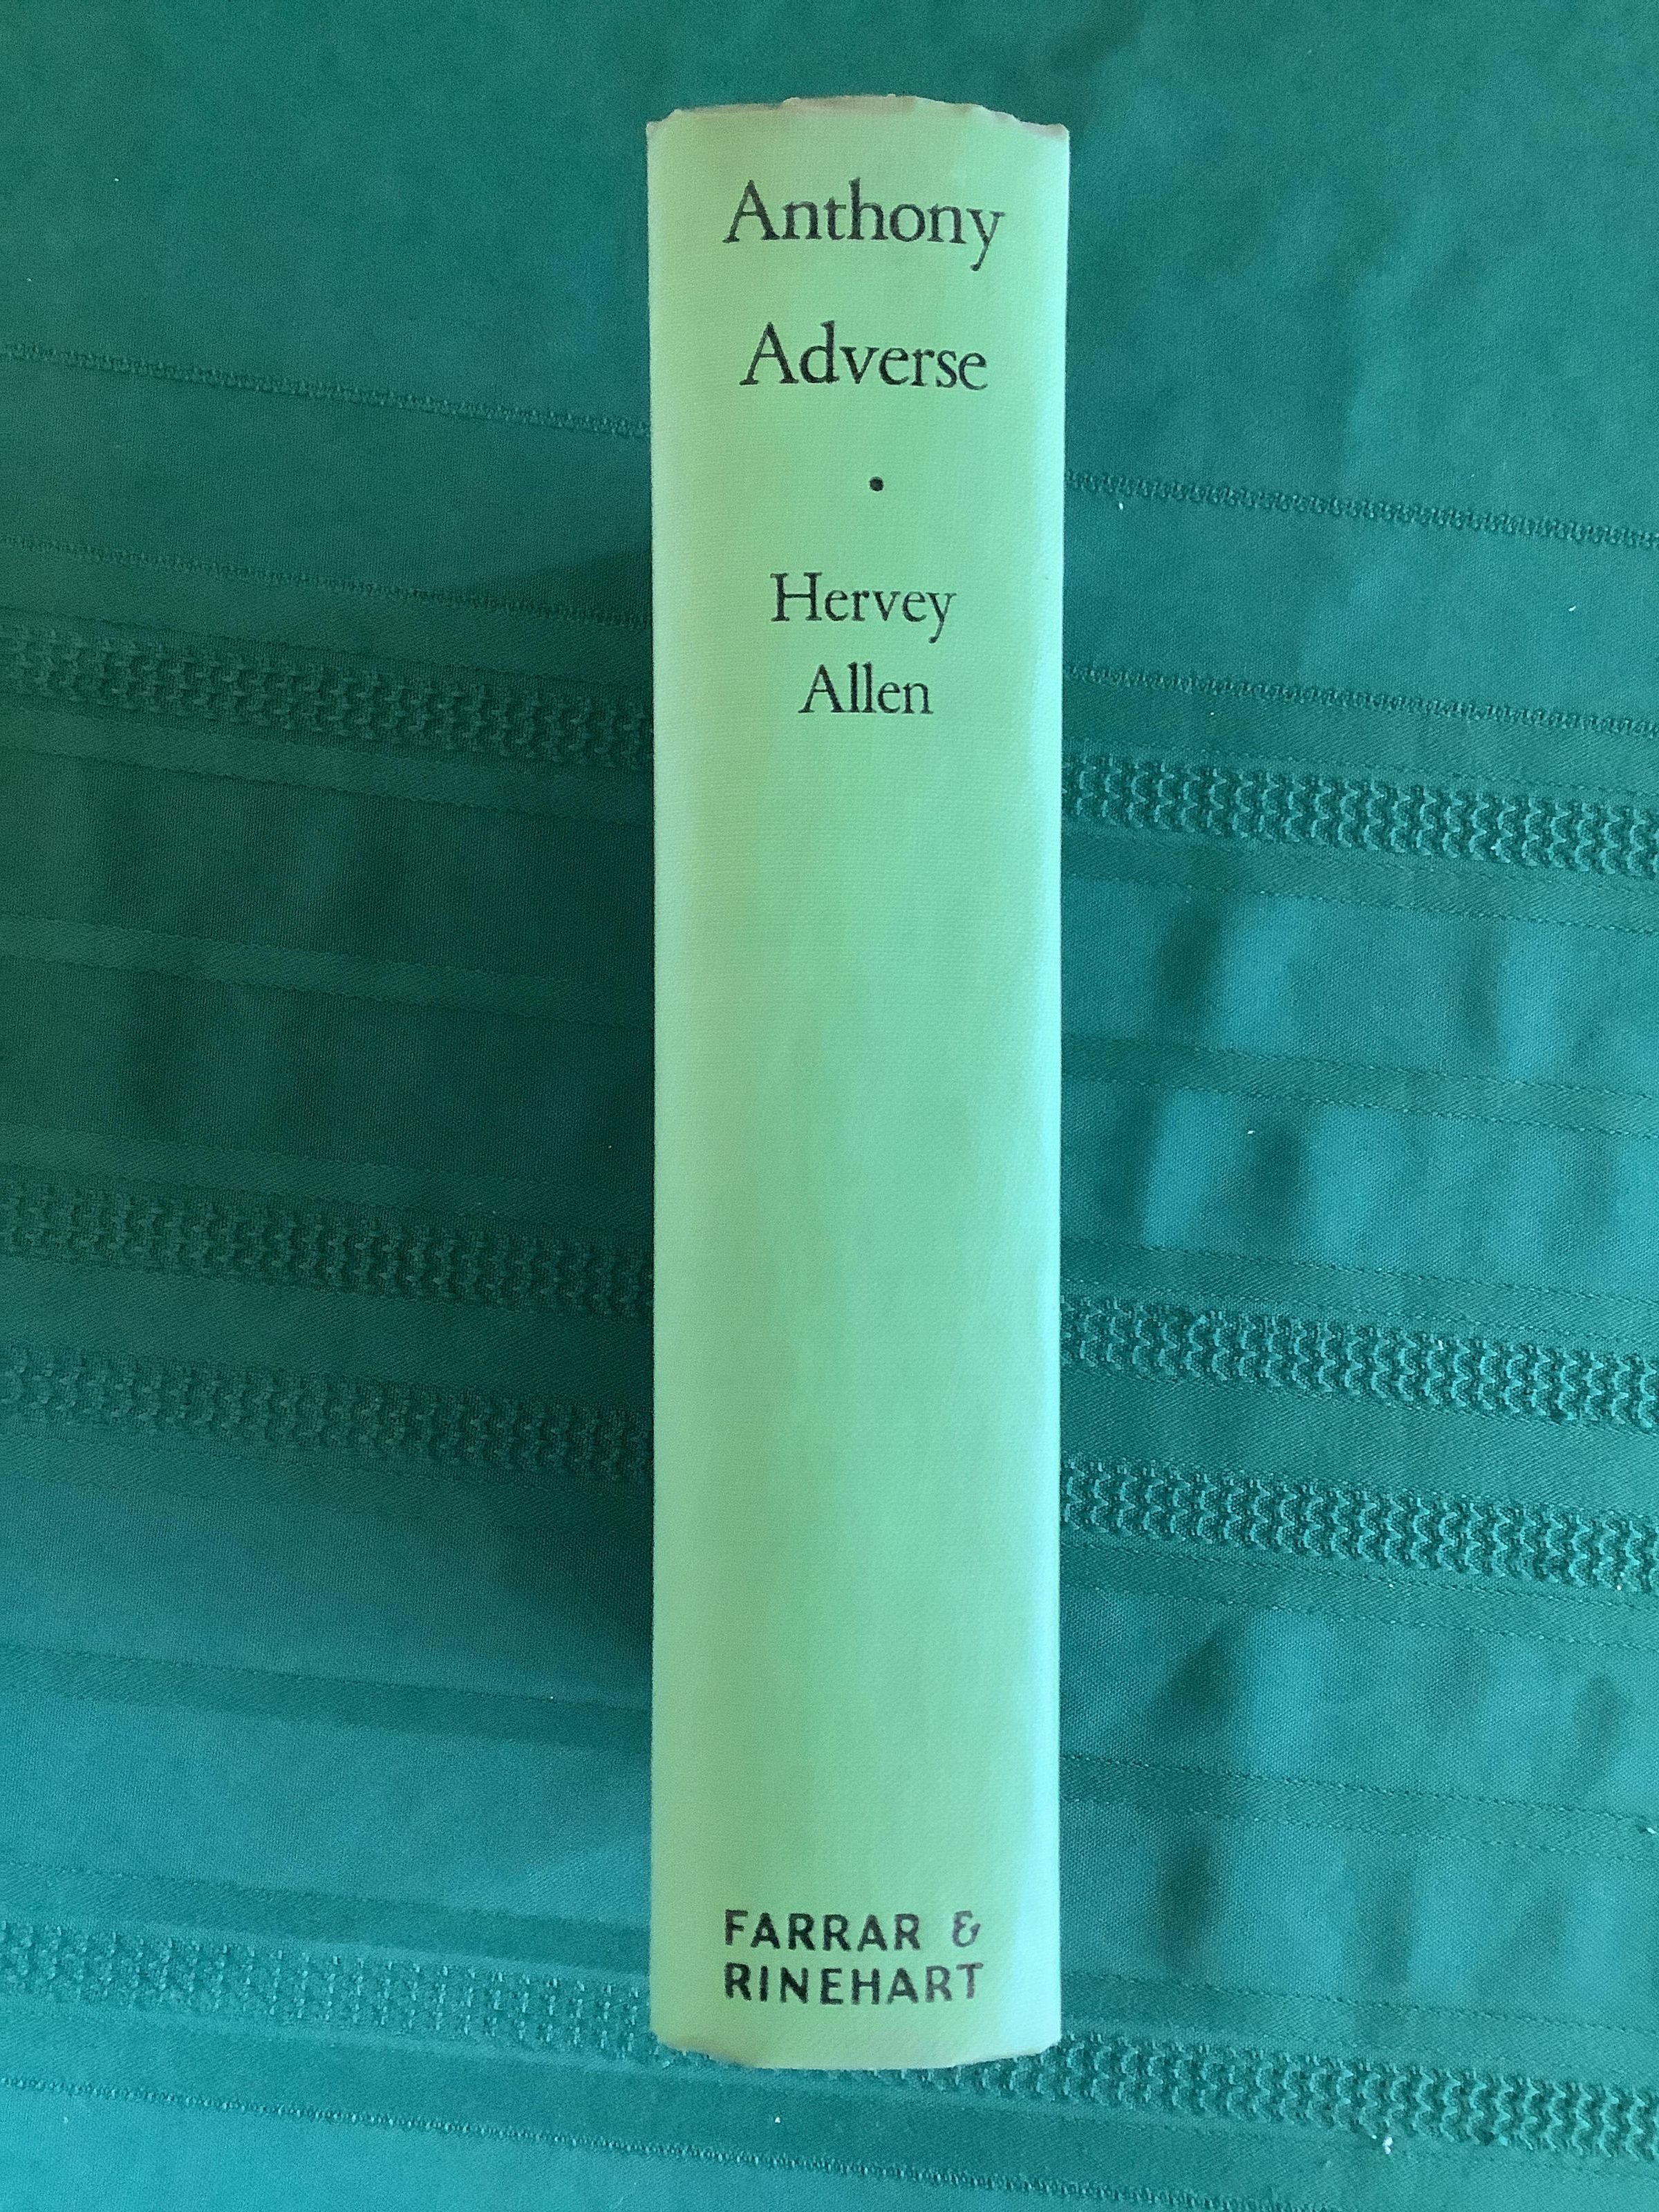 Anthony
Adverse
•
Hervey
Allen
FARRAR &
RINEHART